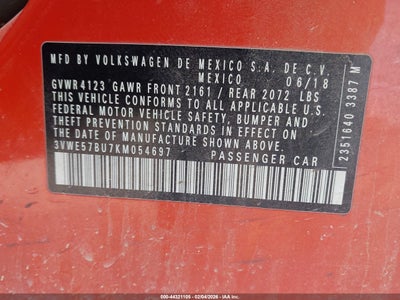 MFD BY VOLKSWAGEN DE MEXICO S.A. DE C.V.
MEXICO 06/18
GVWR 4123 GAWR FRONT 2161 / REAR 2072 LBS
THIS VEHICLE CONFORMS TO ALL APPLICABLE U.S.
FEDERAL MOTOR VEHICLE SAFETY, BUMPER AND
THEFT PREVENTION STANDARDS IN EFFECT ON
THE DATE OF MANUFACTURE SHOWN ABOVE
3VWE57BU7KM054697 PASSENGER CAR
2351640 3387 M
000-44321105 - 02/04/2026 - IAA Inc.